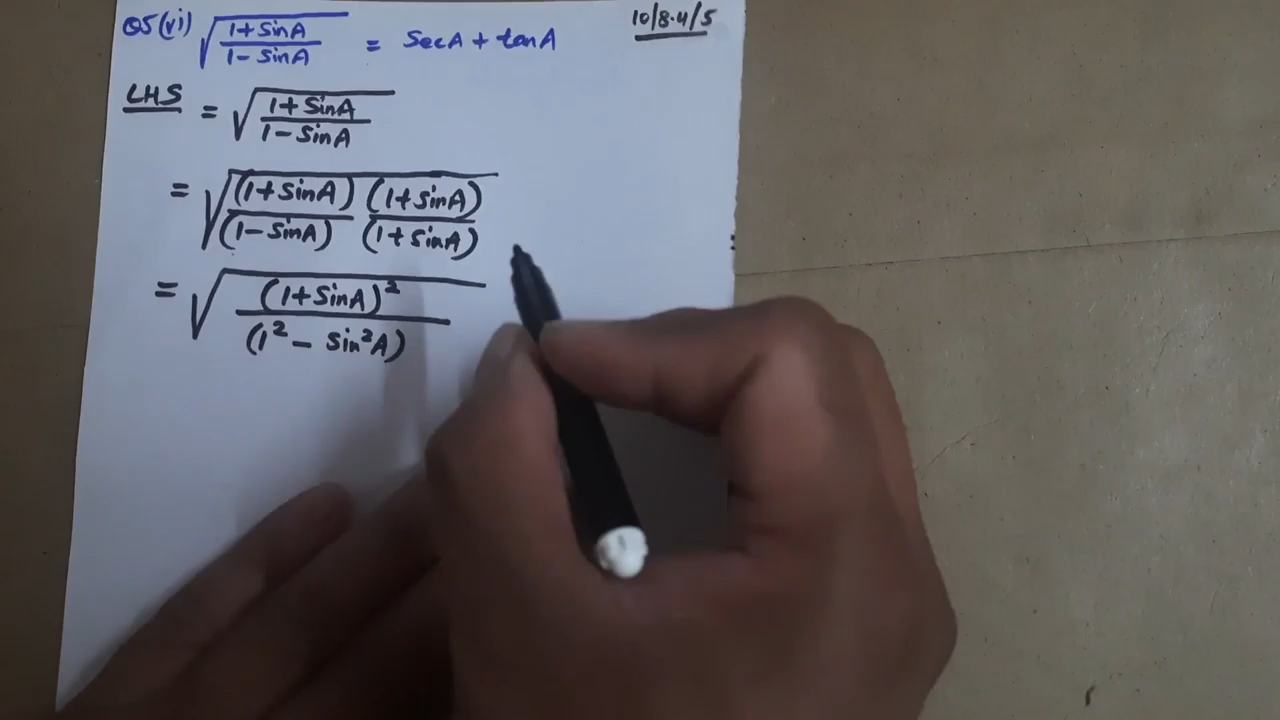 Q5(vi) √((1+SinA)/(1-SinA)) = SecA + tanA
10/8.4/5
LHS = √((1+SinA)/(1-SinA))
= √((1+SinA)(1+SinA)/(1-SinA)(1+SinA))
= √((1+SinA)²/(1² - Sin²A))